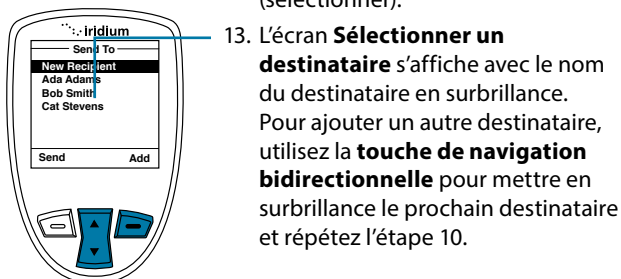 (sélectionner).
iridium
Send To
New Recipient
Ada Adams
Bob Smith
Cat Stevens
Send Add
13. L’écran Sélectionner un
destinataire s’affiche avec le nom
du destinataire en surbrillance.
Pour ajouter un autre destinataire,
utilisez la touche de navigation
bidirectionnelle pour mettre en
surbrillance le prochain destinataire
et répétez l’étape 10.